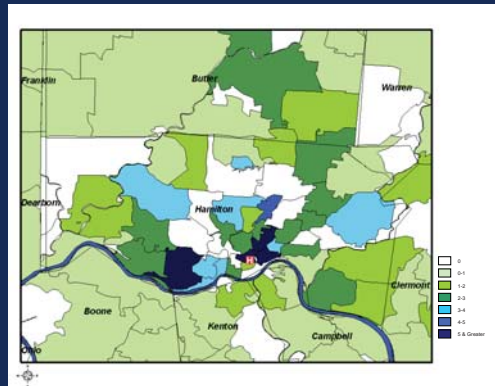 Franklin
Butler
Warren
Dearborn
Hamilton
H
Clermont
Boone
Kenton
Campbell
Ohio
0
0-1
1-2
2-3
3-4
4-5
5 & Greater